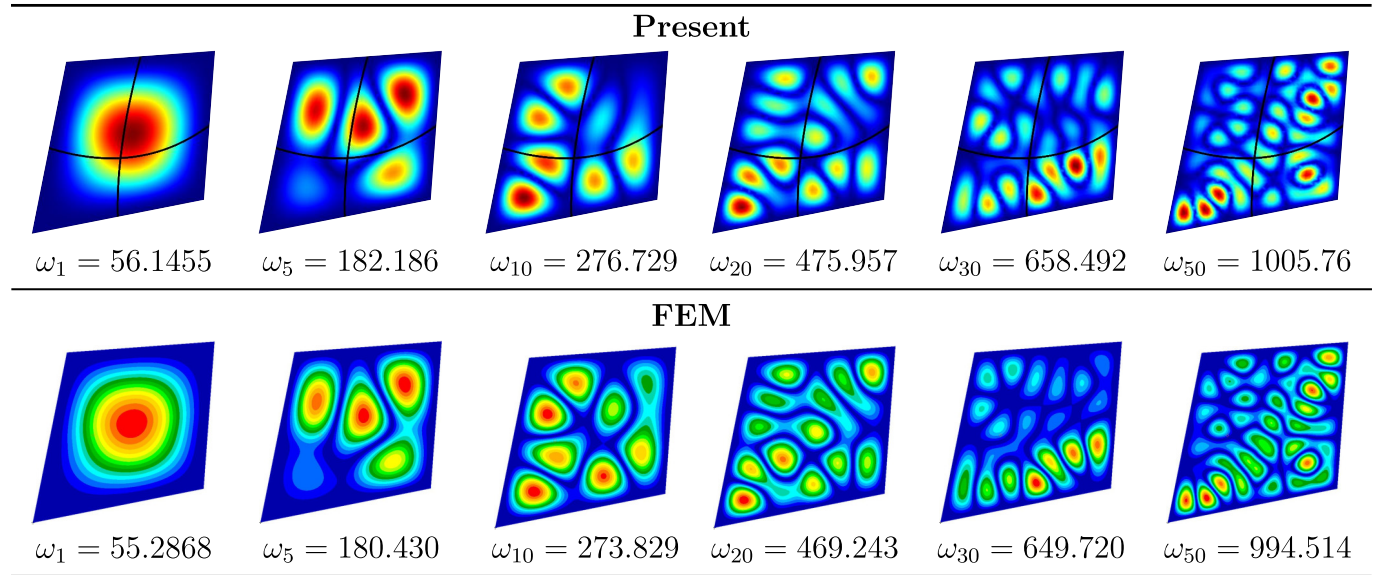 Present
ω₁ = 56.1455 ω₅ = 182.186 ω₁₀ = 276.729 ω₂₀ = 475.957 ω₃₀ = 658.492 ω₅₀ = 1005.76
FEM
ω₁ = 55.2868 ω₅ = 180.430 ω₁₀ = 273.829 ω₂₀ = 469.243 ω₃₀ = 649.720 ω₅₀ = 994.514